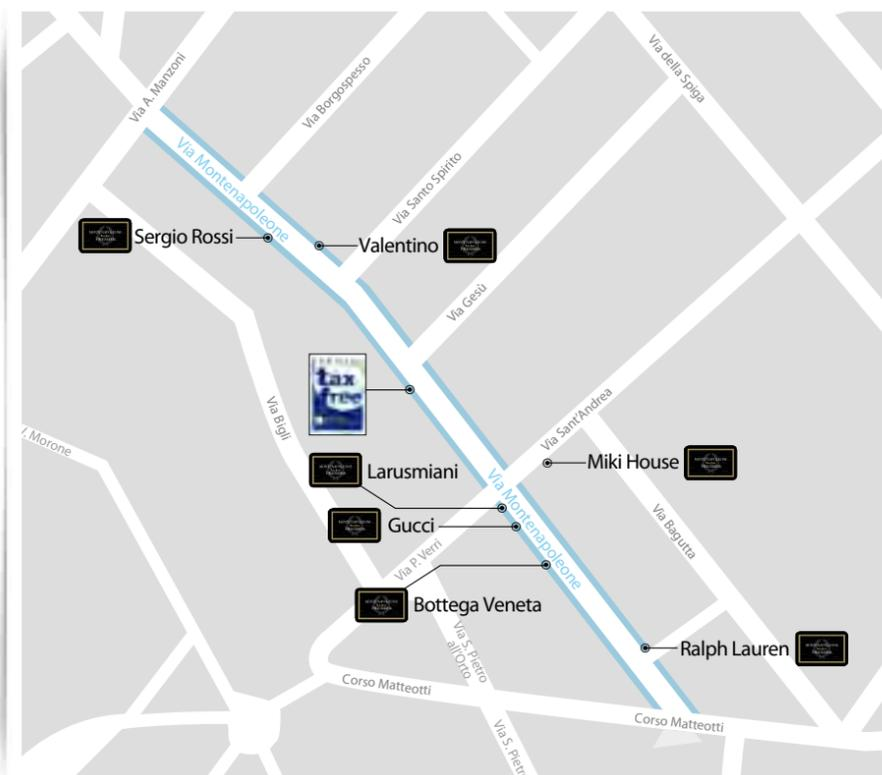 Via A. Manzoni
Via Borgospesso
Via della Spiga
Via Montenapoleone
Via Santo Spirito
Sergio Rossi
Valentino
Via Gesù
tax
free
Via Bigli
Via Sant'Andrea
/. Morone
Larusmiani
Miki House
Via Montenapoleone
Gucci
Via Bagutta
Via P. Verri
Bottega Veneta
Via S. Pietro
all'Orto
Ralph Lauren
Corso Matteotti
Corso Matteotti
Via S. Pietr